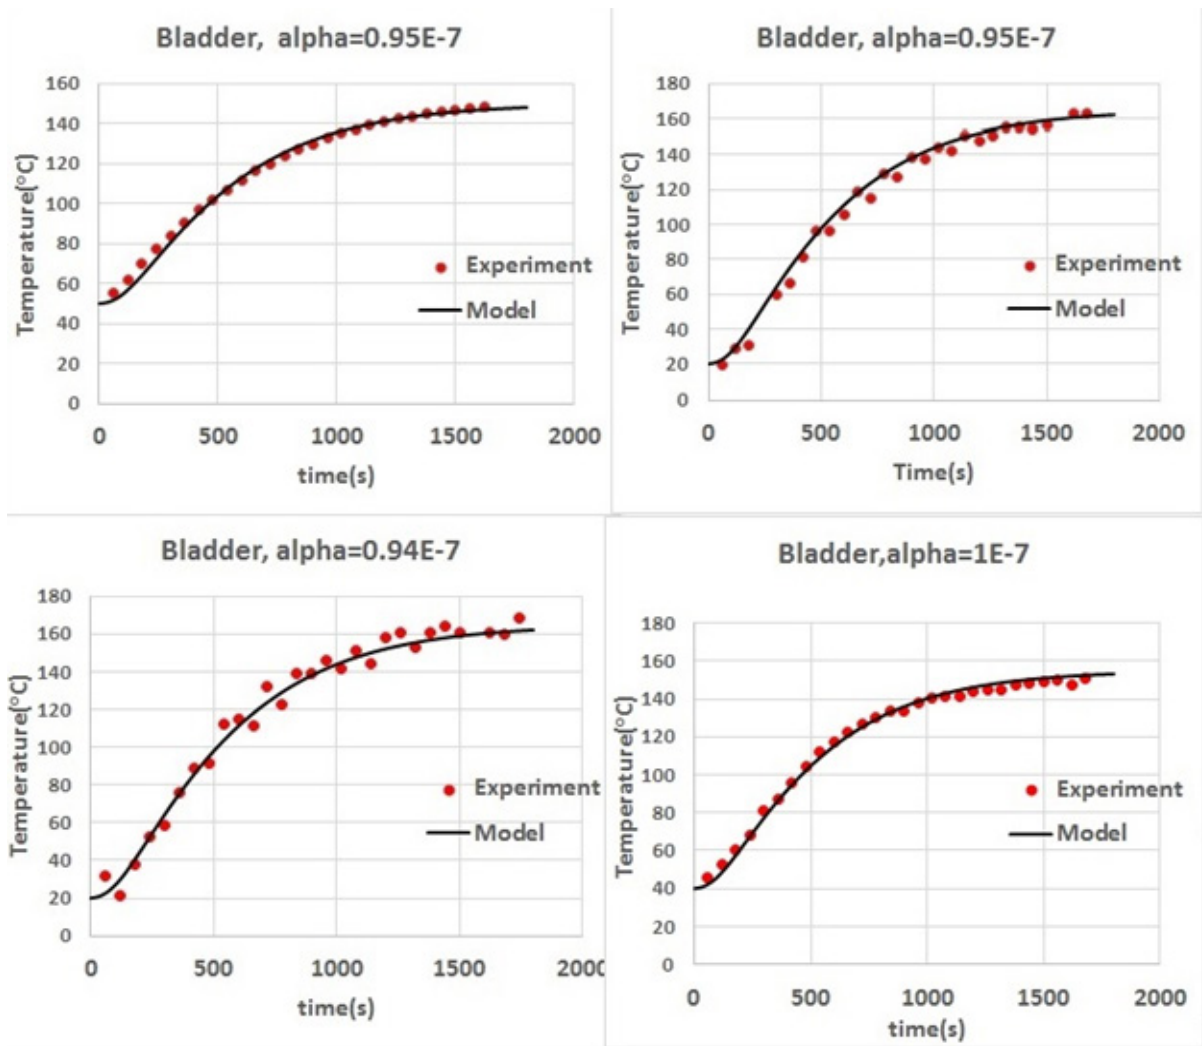 Bladder, alpha=0.95E-7
160
140
120
100
80
60
40
20
0
Temperature(°C)
Experiment
Model
0 500 1000 1500 2000
time(s)
Bladder, alpha=0.95E-7
180
160
140
120
100
80
60
40
20
0
Temperature(°C)
Experiment
Model
0 500 1000 1500 2000
Time(s)
Bladder, alpha=0.94E-7
180
160
140
120
100
80
60
40
20
0
Temperature(°C)
Experiment
Model
0 500 1000 1500 2000
time(s)
Bladder,alpha=1E-7
180
160
140
120
100
80
60
40
20
0
Temperature(°C)
Experiment
Model
0 500 1000 1500 2000
time(s)